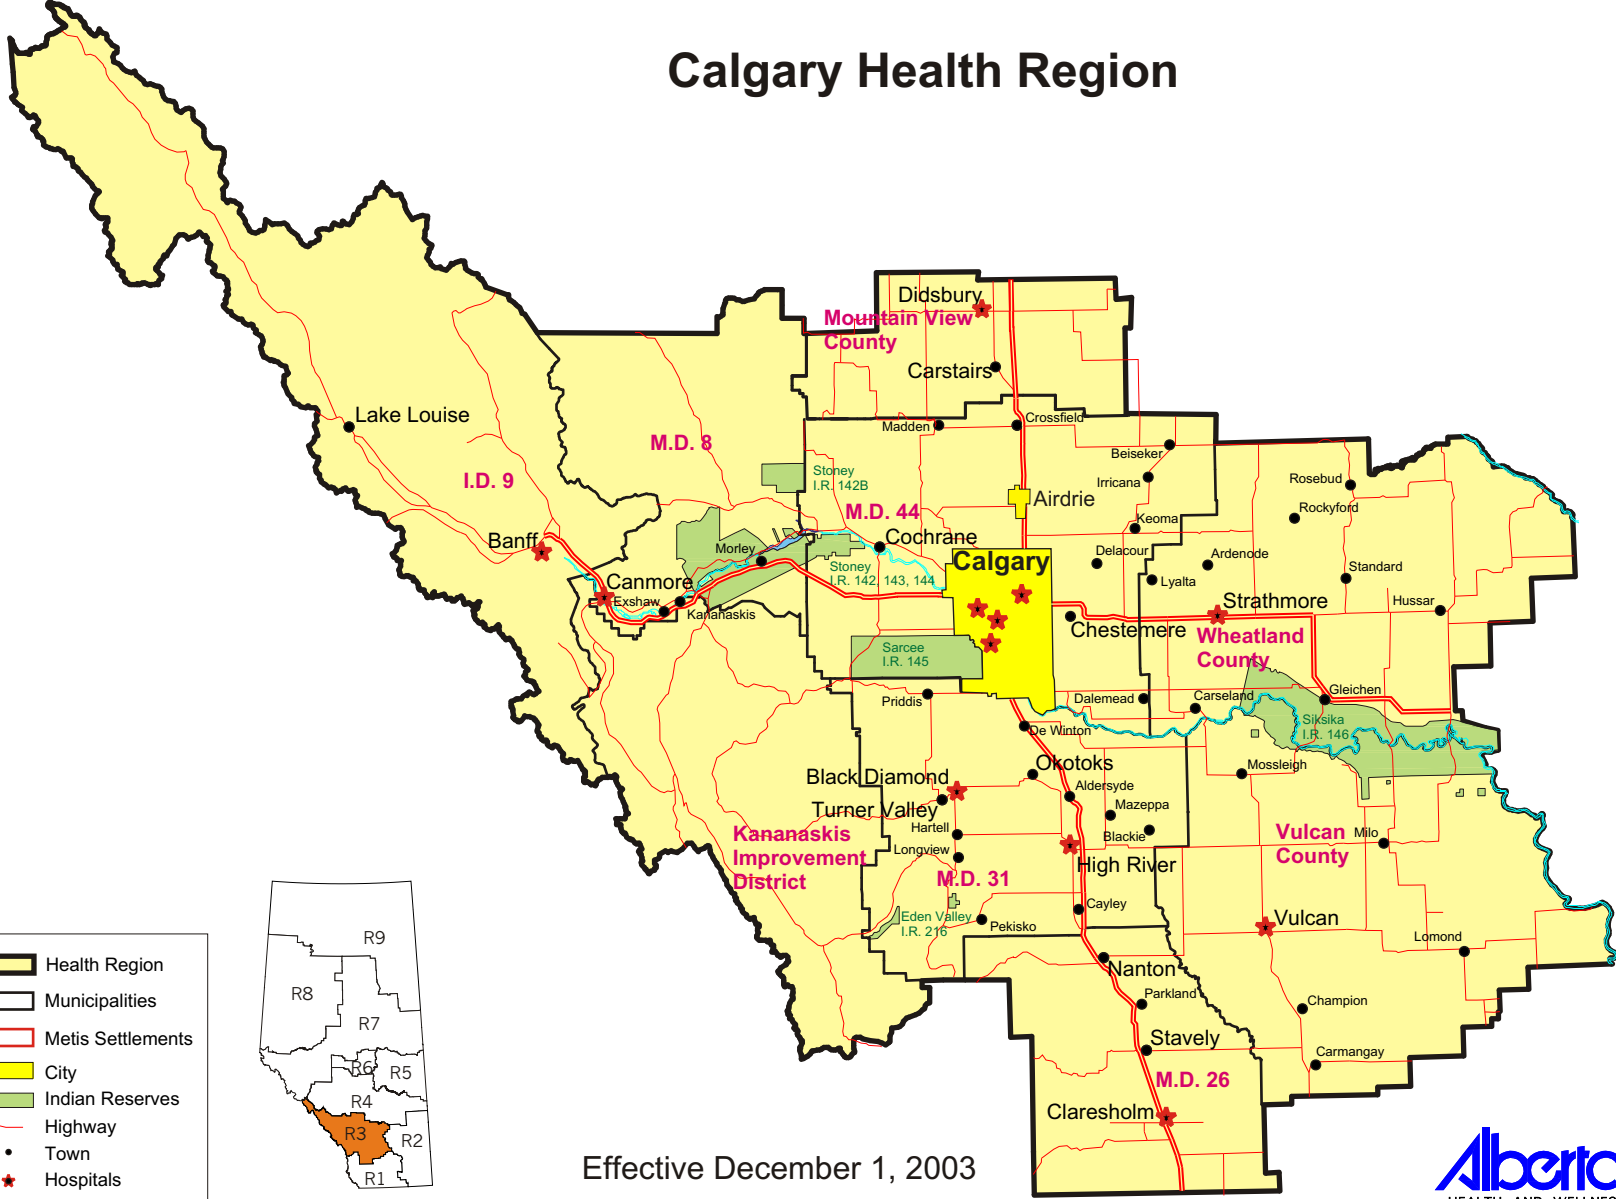 Calgary Health Region
Didsbury
Mountain View
County
Carstairs
Lake Louise
Madden
Crossfield
M.D. 8
Beiseker
Stoney
I.R. 142B
Irricana
Rosebud
I.D. 9
Airdrie
M.D. 44
Rockyford
Keoma
Banff
Cochrane
Morley
Calgary
Delacour
Ardenode
Stoney
I.R. 142, 143, 144
Lyalta
Standard
Canmore
Exshaw
Kananaskis
Strathmore
Hussar
Chestemere
Wheatland
County
Sarcee
I.R. 145
Priddis
Dalemead
Carseland
Gleichen
Siksika
I.R. 146
De Winton
Okotoks
Mossleigh
Black Diamond
Aldersyde
Turner Valley
Mazeppa
Hartell
Blackie
Kananaskis
Improvement
District
Longview
Vulcan
County
Milo
High River
M.D. 31
Cayley
Eden Valley
I.R. 216
Pekisko
Vulcan
Lomond
Nanton
Parkland
Champion
Stavely
Carmangay
M.D. 26
Claresholm
Health Region
Municipalities
Metis Settlements
City
Indian Reserves
Highway
Town
Hospitals
R9
R8
R7
R6
R5
R4
R3
R2
R1
Effective December 1, 2003
Alberta